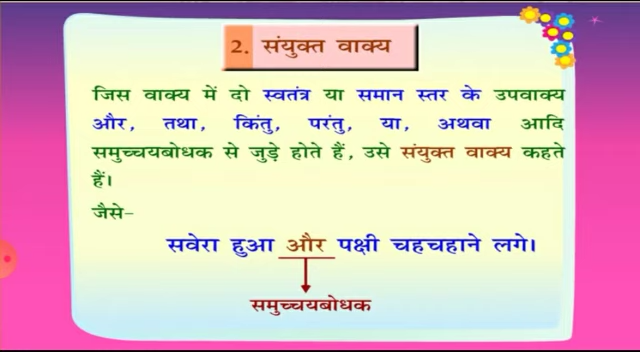 2. संयुक्त वाक्य
जिस वाक्य में दो स्वतंत्र या समान स्तर के उपवाक्य
और, तथा, किंतु, परंतु, या, अथवा आदि
समुच्चयबोधक से जुड़े होते हैं, उसे संयुक्त वाक्य कहते
हैं।
जैसे-
सवेरा हुआ और पक्षी चहचहाने लगे।
समुच्चयबोधक